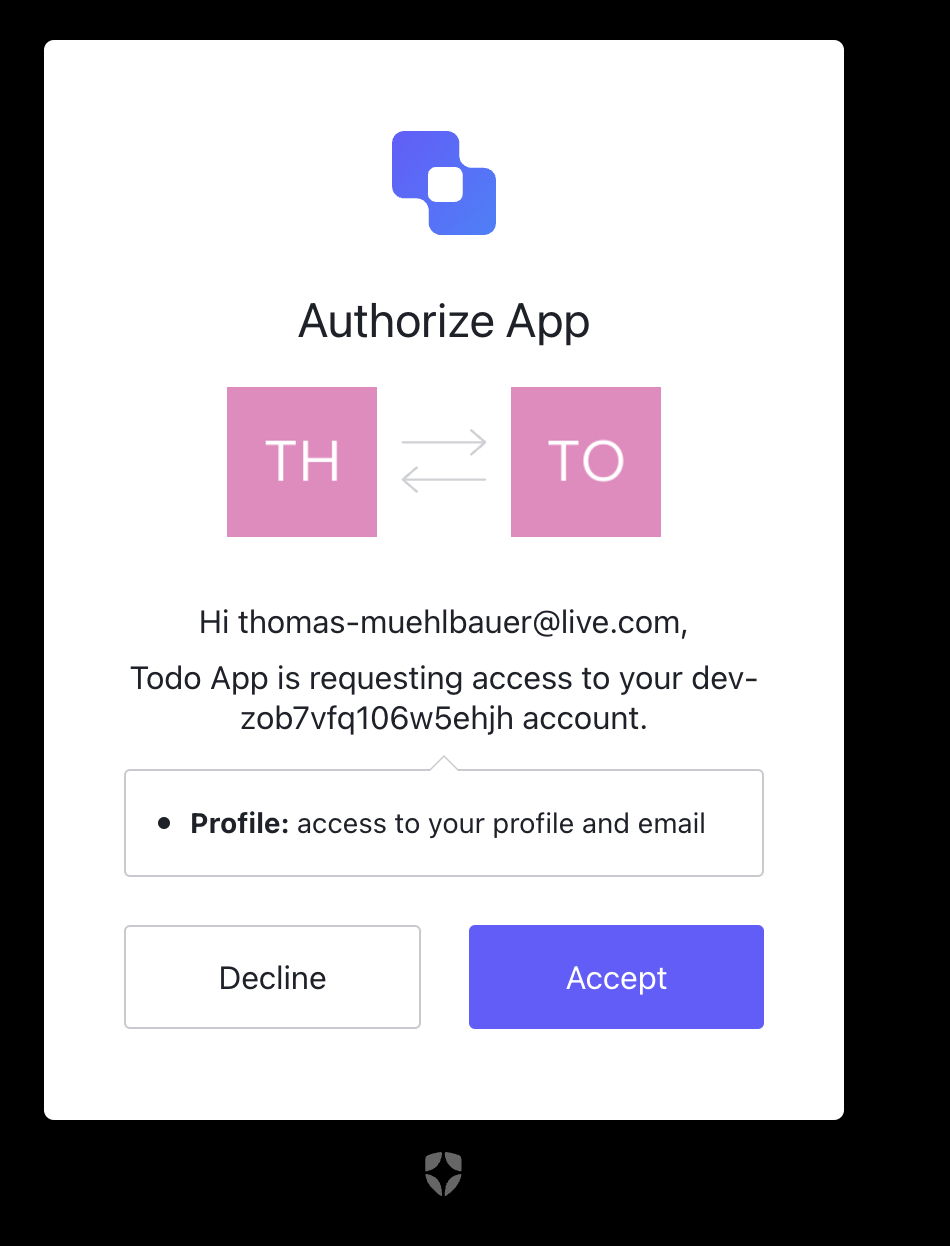 Authorize App
TH
TO
Hi thomas-muehlbauer@live.com,
Todo App is requesting access to your dev-
zob7vfq106w5ehjh account.
• Profile: access to your profile and email
Decline
Accept